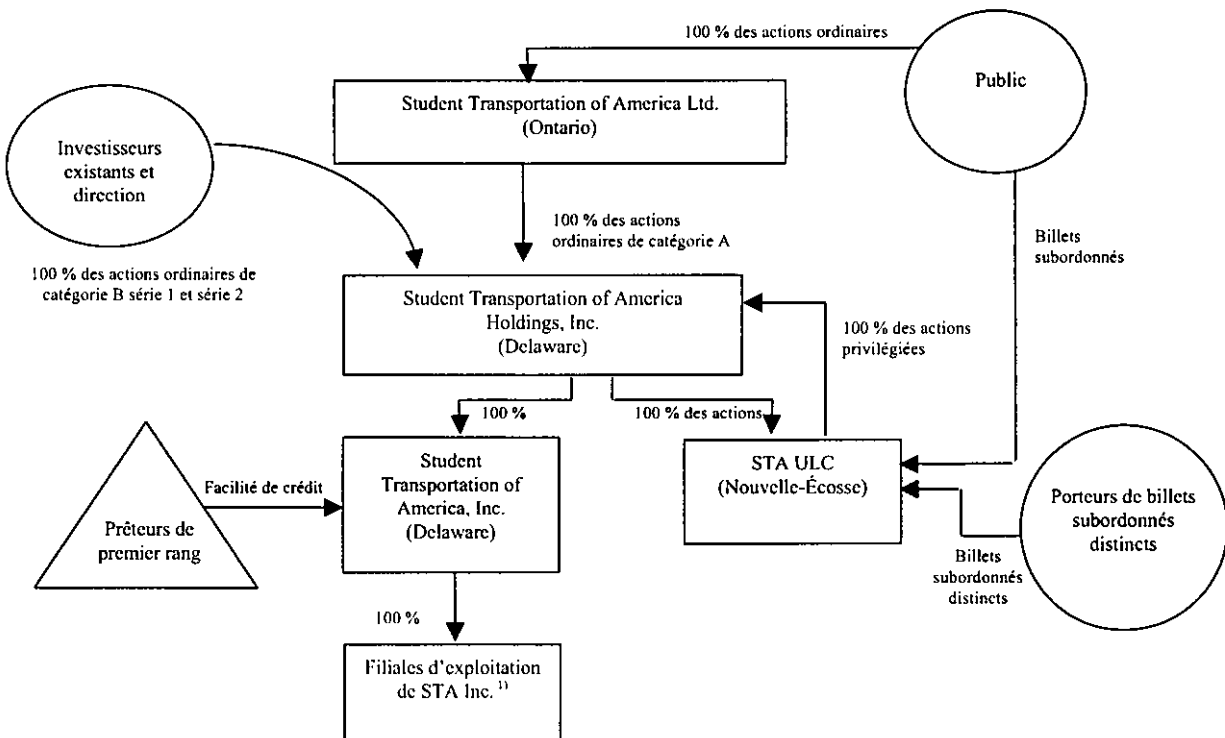 100 % des actions ordinaires
Public
Student Transportation of America Ltd.
(Ontario)
Investisseurs
existants et
direction
100 % des actions
ordinaires de catégorie A
Billets
subordonnés
100 % des actions ordinaires de
catégorie B série 1 et série 2
Student Transportation of America
Holdings, Inc.
(Delaware)
100 % des actions
privilégiées
100 %
100 % des actions
Student
Transportation of
America, Inc.
(Delaware)
STA ULC
(Nouvelle-Écosse)
Facilité de crédit
Prêteurs de
premier rang
Porteurs de billets
subordonnés
distincts
Billets
subordonnés
distincts
100 %
Filiales d'exploitation
de STA Inc. 1)